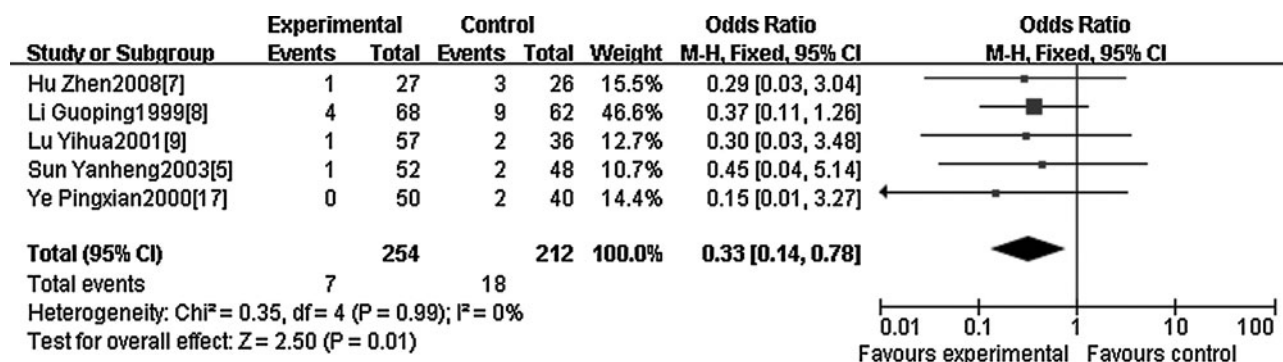 Experimental Control Odds Ratio Odds Ratio
Study or Subgroup Events Total Events Total Weight M-H, Fixed, 95% CI M-H, Fixed, 95% CI
Hu Zhen2008[7] 1 27 3 26 15.5% 0.29 [0.03, 3.04]
Li Guoping1999[8] 4 68 9 62 46.6% 0.37 [0.11, 1.26]
Lu Yihua2001[9] 1 57 2 36 12.7% 0.30 [0.03, 3.48]
Sun Yanheng2003[5] 1 52 2 48 10.7% 0.45 [0.04, 5.14]
Ye Pingxian2000[17] 0 50 2 40 14.4% 0.15 [0.01, 3.27]
Total (95% CI) 254 212 100.0% 0.33 [0.14, 0.78]
Total events 7 18
Heterogeneity: Chi² = 0.35, df = 4 (P = 0.99); I² = 0%
Test for overall effect: Z = 2.50 (P = 0.01)
0.01 0.1 1 10 100
Favours experimental Favours control